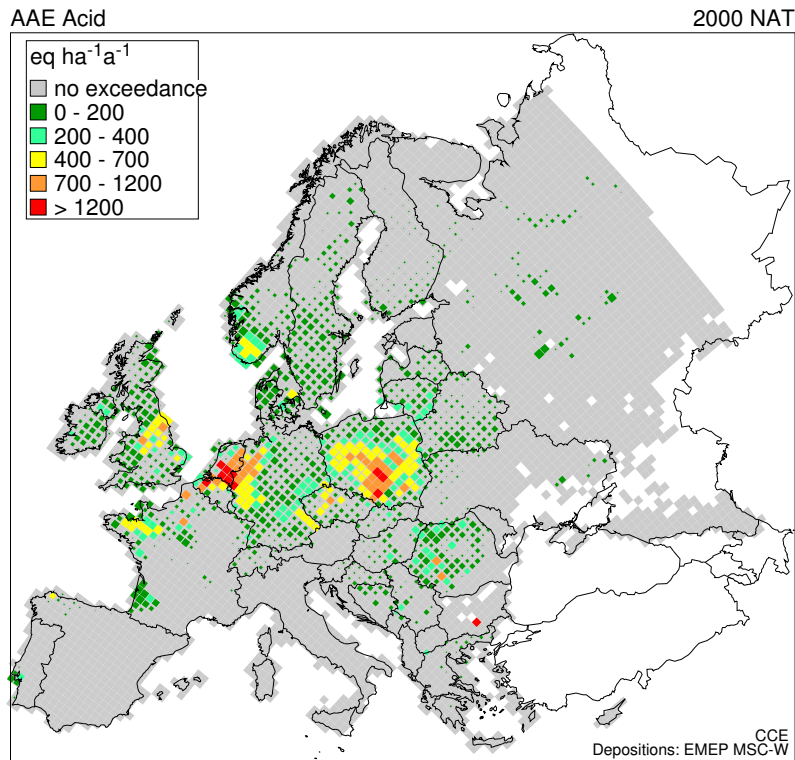 AAE Acid
2000 NAT
eq ha⁻¹a⁻¹
no exceedance
0 - 200
200 - 400
400 - 700
700 - 1200
> 1200
CCE
Depositions: EMEP MSC-W